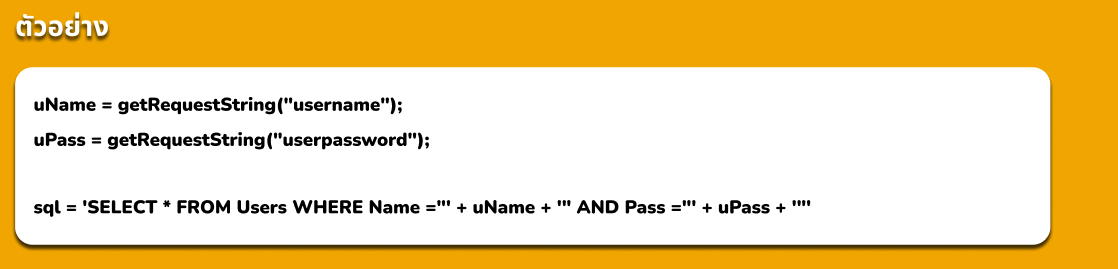 ตัวอย่าง
uName = getRequestString("username");
uPass = getRequestString("userpassword");
sql = 'SELECT * FROM Users WHERE Name ="' + uName + '" AND Pass ="' + uPass + '"'